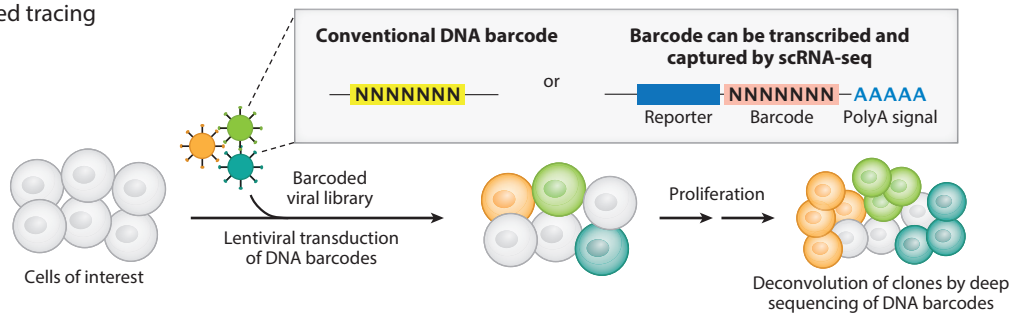 ed tracing
Conventional DNA barcode
NNNNNNN
or
Barcode can be transcribed and
captured by scRNA-seq
NNNNNNN
AAAAA
Reporter
Barcode
PolyA signal
Cells of interest
Barcoded
viral library
Lentiviral transduction
of DNA barcodes
Proliferation
Deconvolution of clones by deep
sequencing of DNA barcodes